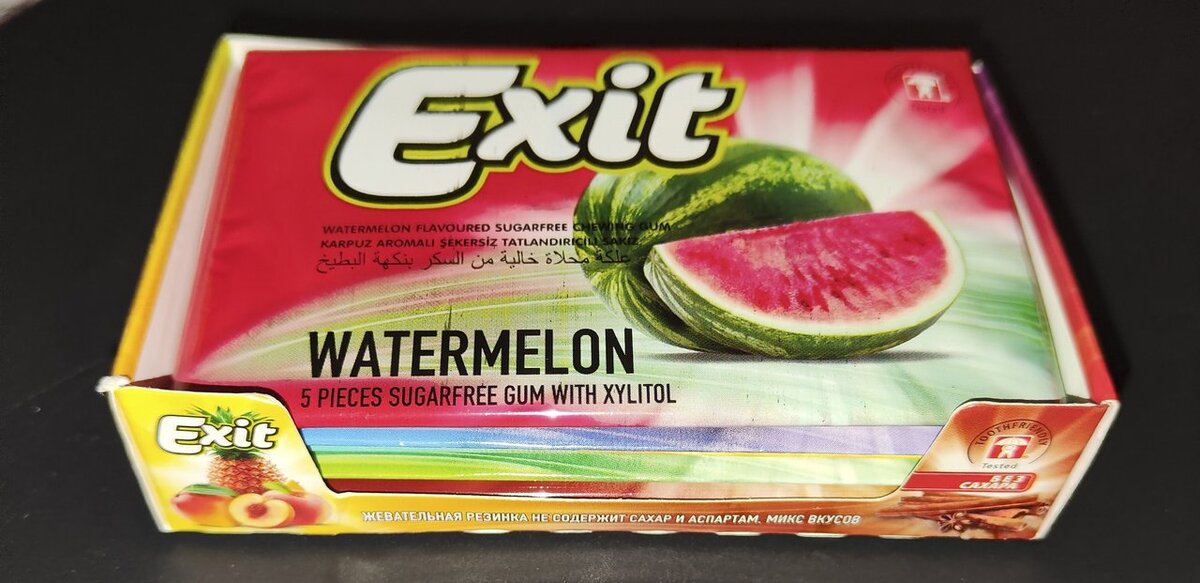 Exit
WATERMELON FLAVOURED SUGARFREE CHEWING GUM
KARPUZ AROMALI ŞEKERSİZ TATLANDIRICILI SAKIZ
علكة محلاة خالية من السكر بنكهة البطيخ
WATERMELON
5 PIECES SUGARFREE GUM WITH XYLITOL
Exit
TOOTHFRIENDLY
Tested
БЕЗ
САХАРА
ЖЕВАТЕЛЬНАЯ РЕЗИНКА НЕ СОДЕРЖИТ САХАР И АСПАРТАМ. МИКС ВКУСОВ